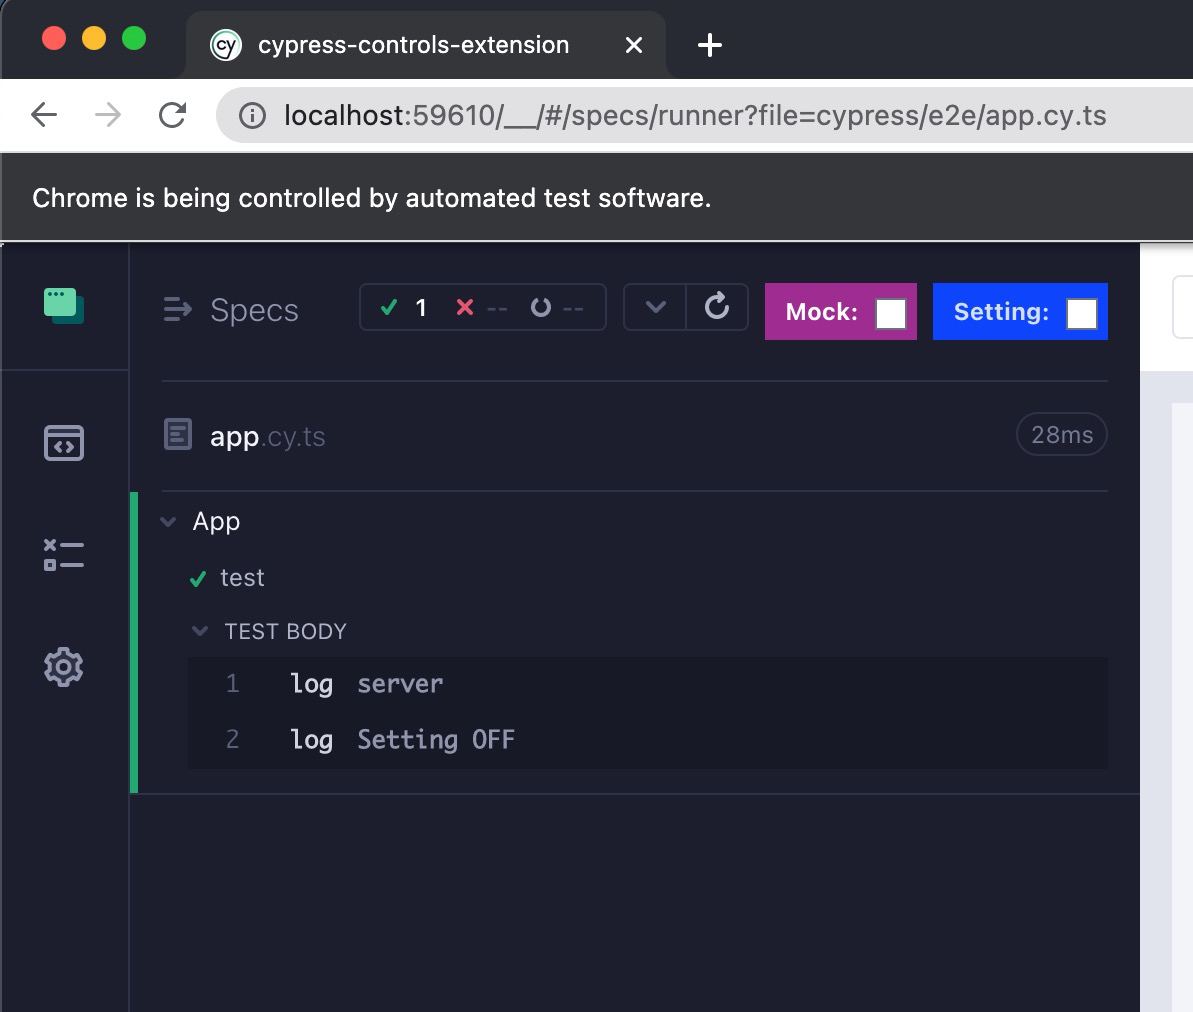 cy cypress-controls-extension
localhost:59610/__/#/specs/runner?file=cypress/e2e/app.cy.ts
Chrome is being controlled by automated test software.
Specs 1 -- -- Mock: Setting:
app.cy.ts 28ms
App
test
TEST BODY
1 log server
2 log Setting OFF